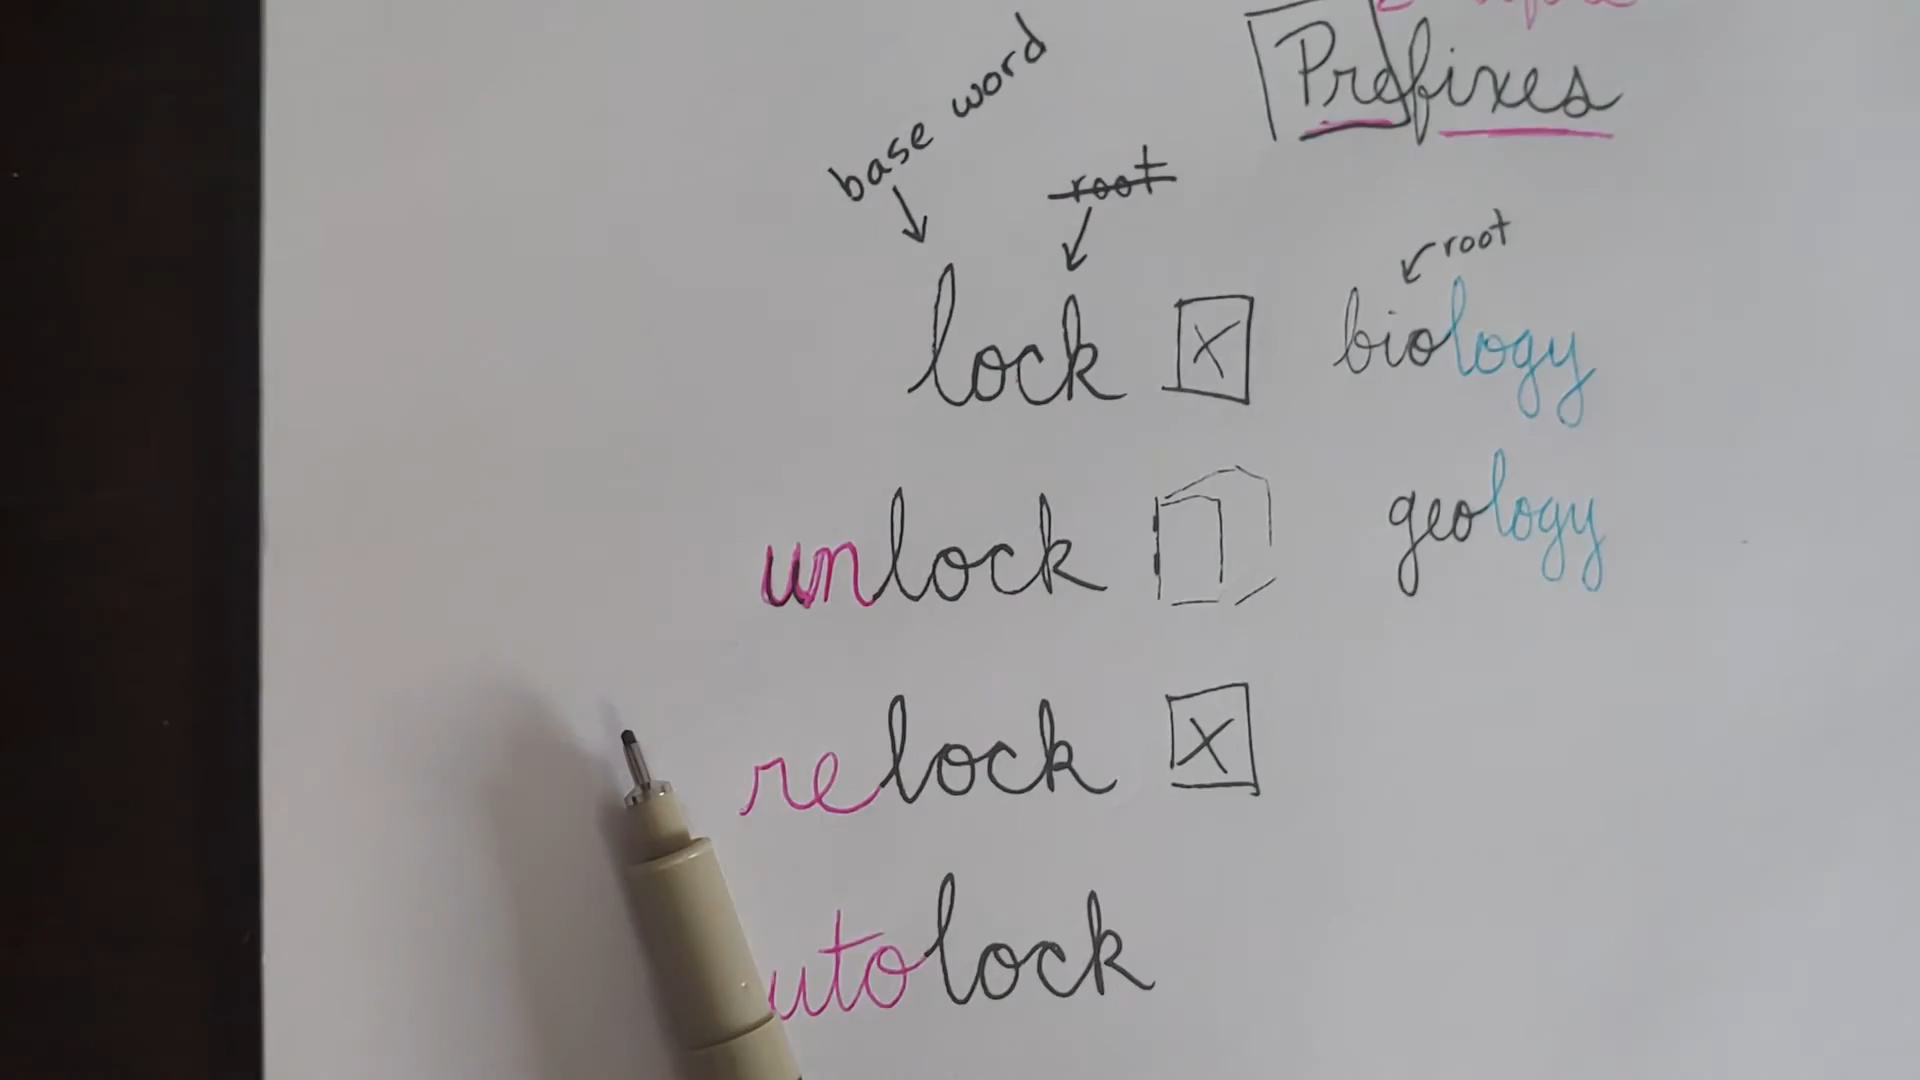 Prefixes
base word
root
root
lock X biology
unlock geology
relock X
utolock